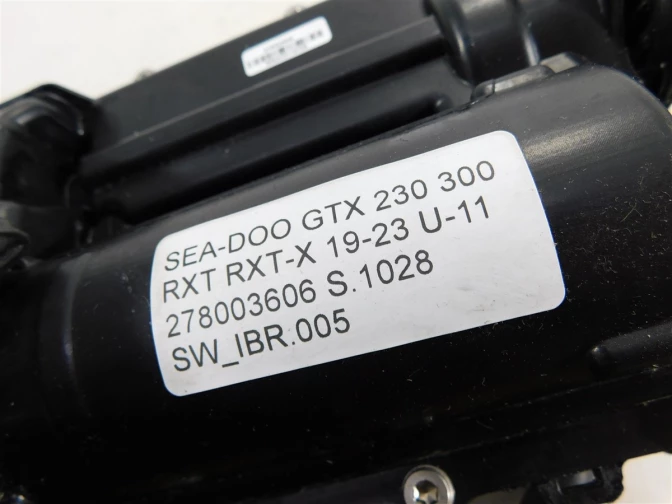 SEA-DOO GTX 230 300
RXT RXT-X 19-23 U-11
278003606 S.1028
SW_IBR.005